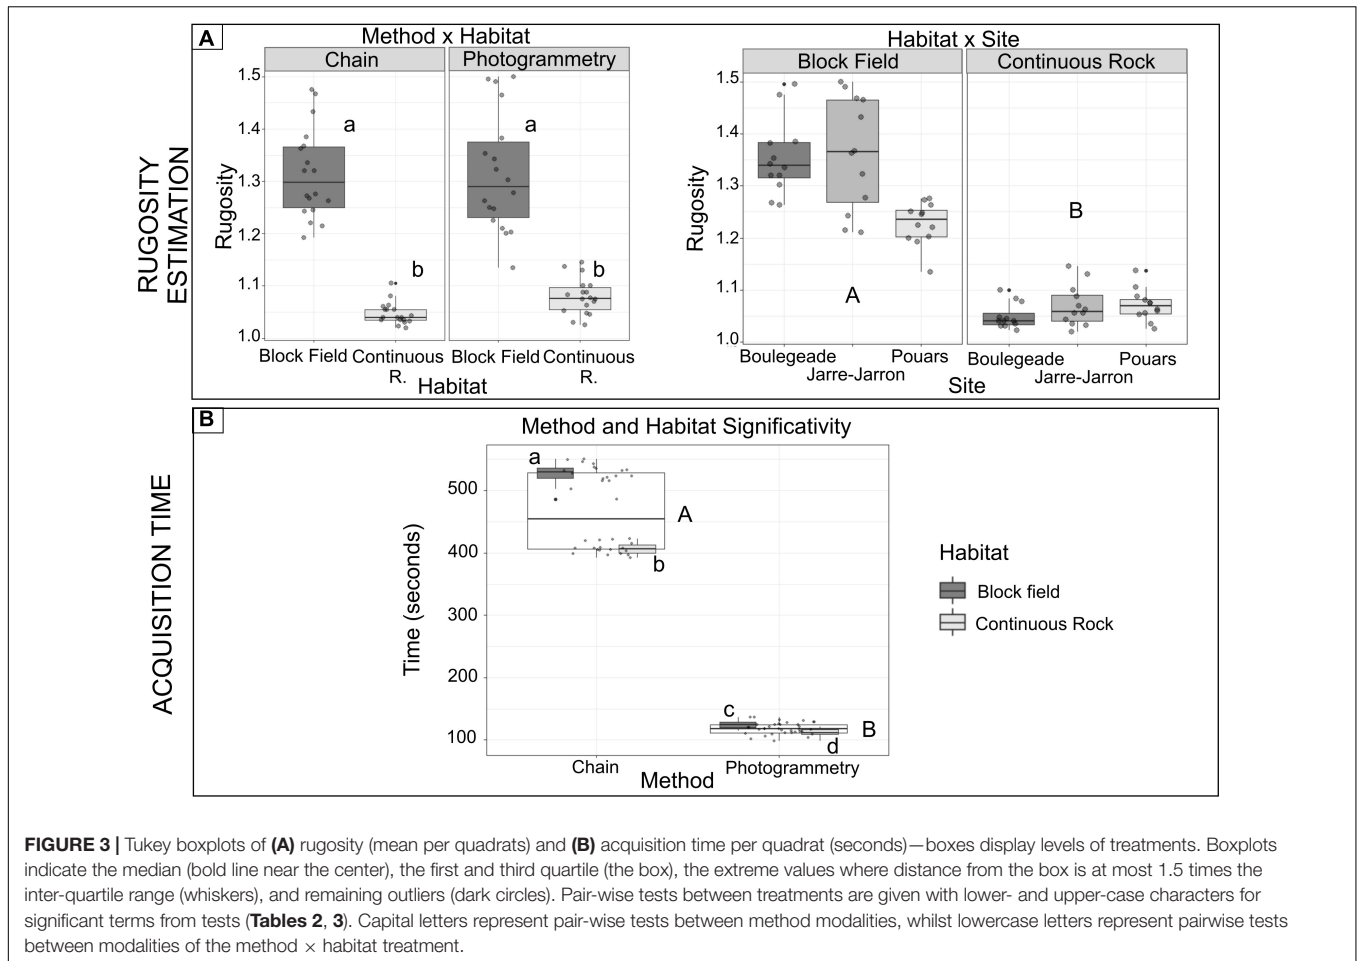 A
Method x Habitat
Chain
Photogrammetry
RUGOSITY
ESTIMATION
Rugosity
1.5
1.4
1.3
1.2
1.1
1.0
a
b
a
b
Block Field
Continuous
R.
Block Field
Continuous
R.
Habitat
Habitat x Site
Block Field
Continuous Rock
Rugosity
1.5
1.4
1.3
1.2
1.1
1.0
A
B
Boulegeade
Jarre-Jarron
Pouars
Boulegeade
Jarre-Jarron
Pouars
Site
B
Method and Habitat Significativity
ACQUISITION TIME
Time (seconds)
500
400
300
200
100
a
A
b
c
B
d
Chain
Photogrammetry
Method
Habitat
Block field
Continuous Rock
FIGURE 3 | Tukey boxplots of (A) rugosity (mean per quadrats) and (B) acquisition time per quadrat (seconds)—boxes display levels of treatments. Boxplots
indicate the median (bold line near the center), the first and third quartile (the box), the extreme values where distance from the box is at most 1.5 times the
inter-quartile range (whiskers), and remaining outliers (dark circles). Pair-wise tests between treatments are given with lower- and upper-case characters for
significant terms from tests (Tables 2, 3). Capital letters represent pair-wise tests between method modalities, whilst lowercase letters represent pairwise tests
between modalities of the method × habitat treatment.